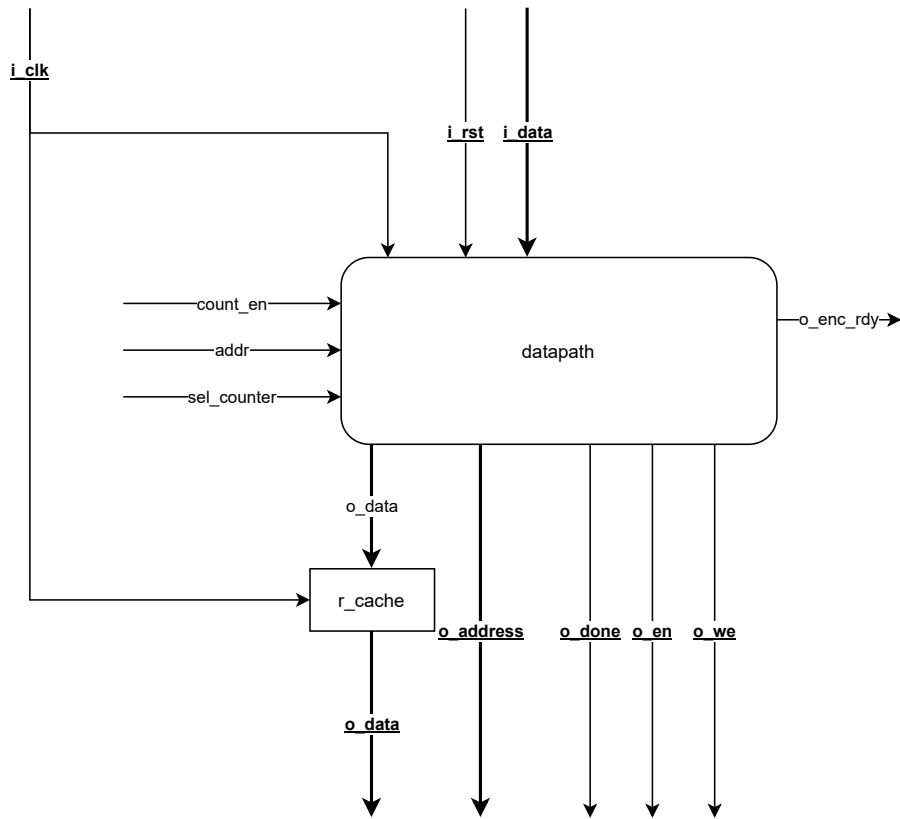 i_clk
i_rst
i_data
count_en
addr
sel_counter
datapath
o_enc_rdy
o_data
r_cache
o_address
o_done
o_en
o_we
o_data